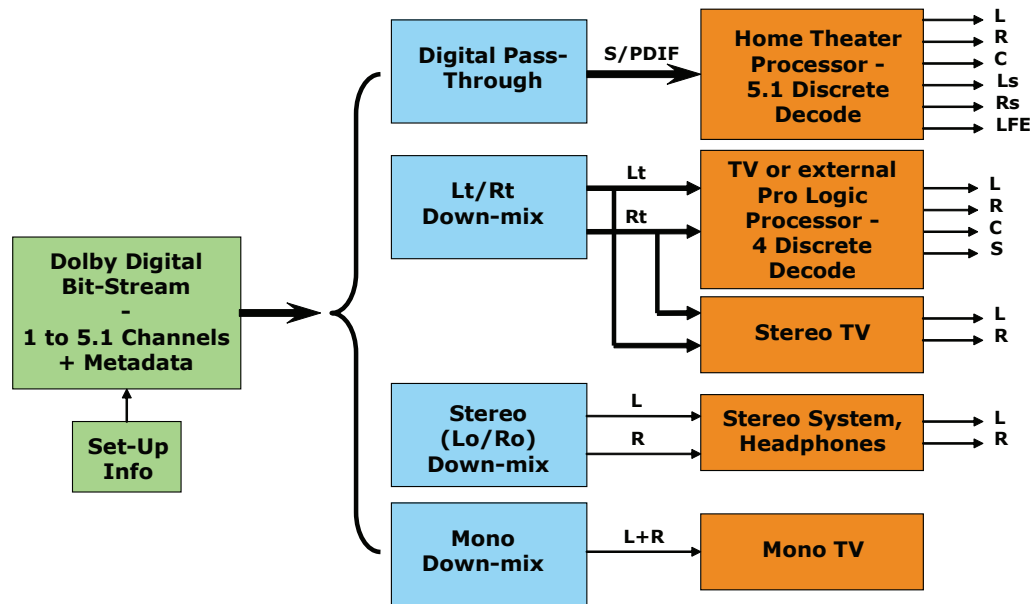 Digital Pass-
Through
S/PDIF
Home Theater
Processor -
5.1 Discrete
Decode
L
R
C
Ls
Rs
LFE
Lt/Rt
Down-mix
Lt
Rt
TV or external
Pro Logic
Processor -
4 Discrete
Decode
L
R
C
S
Stereo TV
L
R
Dolby Digital
Bit-Stream
-
1 to 5.1 Channels
+ Metadata
Set-Up
Info
Stereo
(Lo/Ro)
Down-mix
L
R
Stereo System,
Headphones
L
R
Mono
Down-mix
L+R
Mono TV